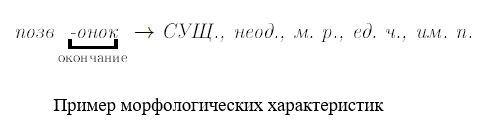 позв -онок → СУЩ., неод., м. р., ед. ч., им. п.
окончание
Пример морфологических характеристик